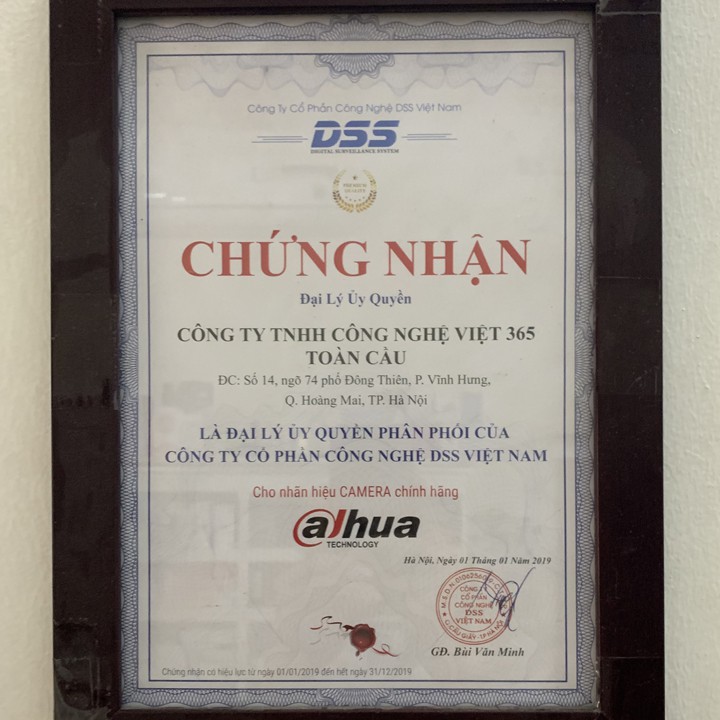 Công Ty Cổ Phần Công Nghệ DSS Việt Nam
DSS
DIGITAL SURVEILLANCE SYSTEM
CHỨNG NHẬN
Đại Lý Ủy Quyền
CÔNG TY TNHH CÔNG NGHỆ VIỆT 365
TOÀN CẦU
ĐC: Số 14, ngõ 74 phố Đông Thiên, P. Vĩnh Hưng,
Q. Hoàng Mai, TP. Hà Nội
LÀ ĐẠI LÝ ỦY QUYỀN PHÂN PHỐI CỦA
CÔNG TY CỔ PHẦN CÔNG NGHỆ DSS VIỆT NAM
Cho nhãn hiệu CAMERA chính hãng
alhua
TECHNOLOGY
Hà Nội, Ngày 01 Tháng 01 Năm 2019
CÔNG
CỔ PHẦN
CÔNG NGHỆ
DSS
VIỆT NAM
GĐ. Bùi Văn Minh
Chứng nhận có hiệu lực từ ngày 01/01/2019 đến hết ngày 31/12/2019